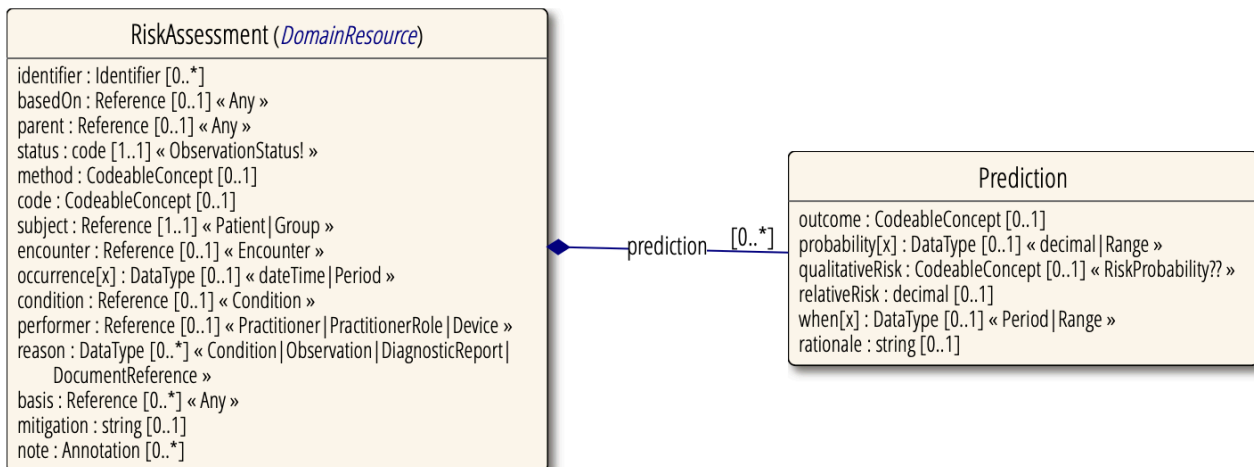 RiskAssessment (DomainResource)
identifier : Identifier [0..*]
basedOn : Reference [0..1] « Any »
parent : Reference [0..1] « Any »
status : code [1..1] « ObservationStatus! »
method : CodeableConcept [0..1]
code : CodeableConcept [0..1]
subject : Reference [1..1] « Patient|Group »
encounter : Reference [0..1] « Encounter »
occurrence[x] : DataType [0..1] « dateTime|Period »
condition : Reference [0..1] « Condition »
performer : Reference [0..1] « Practitioner|PractitionerRole|Device »
reason : DataType [0..*] « Condition|Observation|DiagnosticReport|
DocumentReference »
basis : Reference [0..*] « Any »
mitigation : string [0..1]
note : Annotation [0..*]
prediction [0..*]
Prediction
outcome : CodeableConcept [0..1]
probability[x] : DataType [0..1] « decimal|Range »
qualitativeRisk : CodeableConcept [0..1] « RiskProbability?? »
relativeRisk : decimal [0..1]
when[x] : DataType [0..1] « Period|Range »
rationale : string [0..1]